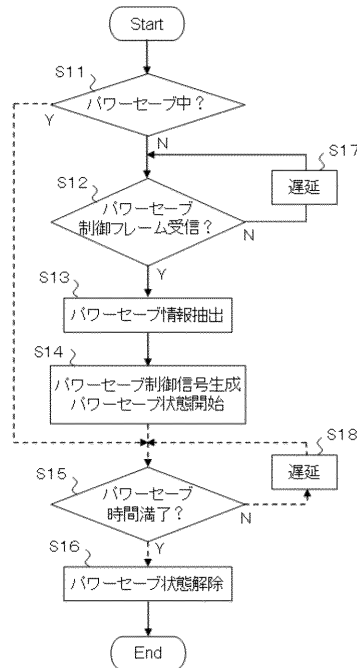 Start
S11
パワーセーブ中？
Y
N
S17
遅延
S12
パワーセーブ
制御フレーム受信？
N
Y
S13
パワーセーブ情報抽出
S14
パワーセーブ制御信号生成
パワーセーブ状態開始
S18
遅延
S15
パワーセーブ
時間満了？
N
Y
S16
パワーセーブ状態解除
End